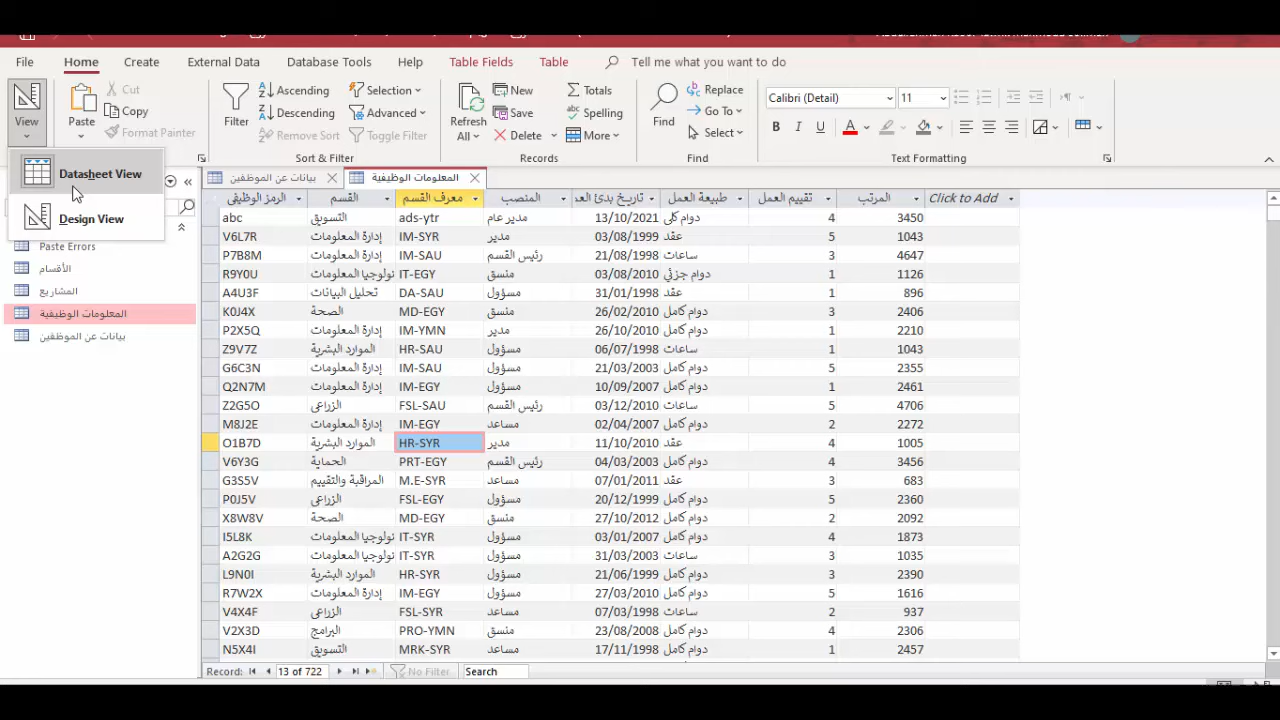 File Home Create External Data Database Tools Help Table Fields Table Tell me what you want to do
View Paste Cut Copy Format Painter Filter Ascending Descending Remove Sort Selection Advanced Toggle Filter Refresh All New Save Delete Totals Spelling More Find Replace Go To Select Calibri (Detail) 11 B I U A
Sort & Filter Records Find Text Formatting
Datasheet View
Design View
Paste Errors
الأقسام
المشاريع
المعلومات الوظيفية
بيانات عن الموظفين
بيانات عن الموظفين المعلومات الوظيفية
الرمز الوظيفي القسم معرف القسم المنصب تاريخ بدئ العد طبيعة العمل تقييم العمل المرتب Click to Add
abc التسويق ads-ytr مدير عام 13/10/2021 دوام كلي 4 3450
V6L7R إدارة المعلومات IM-SYR مدير 03/08/1999 عقد 5 1043
P7B8M إدارة المعلومات IM-SAU رئيس القسم 21/08/1998 ساعات 3 4647
R9Y0U نولوجيا المعلومات IT-EGY منسق 03/08/2010 دوام جزئي 1 1126
A4U3F تحليل البيانات DA-SAU مسؤول 31/01/1998 عقد 1 896
K0J4X الصحة MD-EGY منسق 26/02/2010 دوام كامل 3 2406
P2X5Q إدارة المعلومات IM-YMN مدير 26/10/2010 دوام كامل 1 2210
Z9V7Z الموارد البشرية HR-SAU مسؤول 06/07/1998 ساعات 1 1043
G6C3N إدارة المعلومات IM-SAU مسؤول 21/03/2003 دوام كامل 5 2355
Q2N7M إدارة المعلومات IM-EGY مسؤول 10/09/2007 دوام كامل 1 2461
Z2G5O الزراعي FSL-SAU رئيس القسم 03/12/2010 ساعات 5 4706
M8J2E إدارة المعلومات IM-EGY مساعد 02/04/2007 دوام كامل 2 2272
O1B7D الموارد البشرية HR-SYR مدير 11/10/2010 عقد 4 1005
V6Y3G الحماية PRT-EGY رئيس القسم 04/03/2003 دوام كامل 4 3456
G3S5V المراقبة والتقييم M.E-SYR مساعد 07/01/2011 عقد 3 683
P0J5V الزراعي FSL-EGY مسؤول 20/12/1999 دوام كامل 5 2360
X8W8V الصحة MD-EGY منسق 27/10/2012 دوام كامل 2 2092
I5L8K نولوجيا المعلومات IT-SYR مسؤول 03/01/2007 دوام كامل 4 1873
A2G2G نولوجيا المعلومات IT-SYR مسؤول 31/03/2003 ساعات 3 1035
L9N0I الموارد البشرية HR-SYR مسؤول 21/06/1999 دوام كامل 3 2390
R7W2X إدارة المعلومات IM-SYR مسؤول 27/03/2010 دوام كامل 5 1616
V4X4F الزراعي FSL-SYR مساعد 07/03/1998 ساعات 2 937
V2X3D البرامج PRO-YMN منسق 23/08/2008 دوام كامل 4 2306
N5X4I التسويق MRK-SYR مساعد 17/11/1998 دوام كامل 1 2457
Record: 13 of 722 No Filter Search